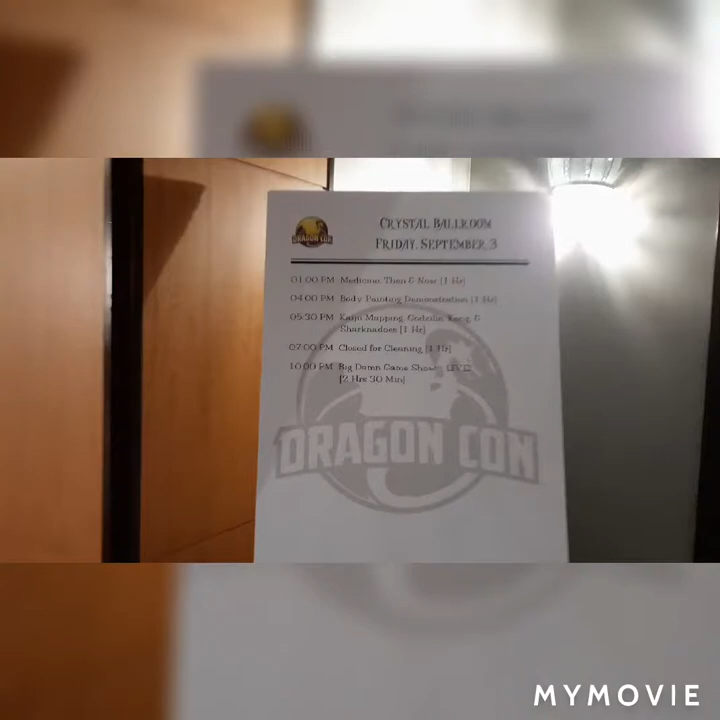 CRYSTAL BALLROOM
DRAGON CON
FRIDAY, SEPTEMBER 3
01:00 PM Medicine: Then & Now [1 Hr]
04:00 PM Body Painting Demonstration [1 Hr]
05:30 PM Kaiju Mapping: Godzilla, Kong, &
Sharknadoes [1 Hr]
07:00 PM Closed for Cleaning [1 Hr]
10:00 PM Big Damn Game Show
[2 Hrs 30 Min]
DRAGON CON
MYMOVIE